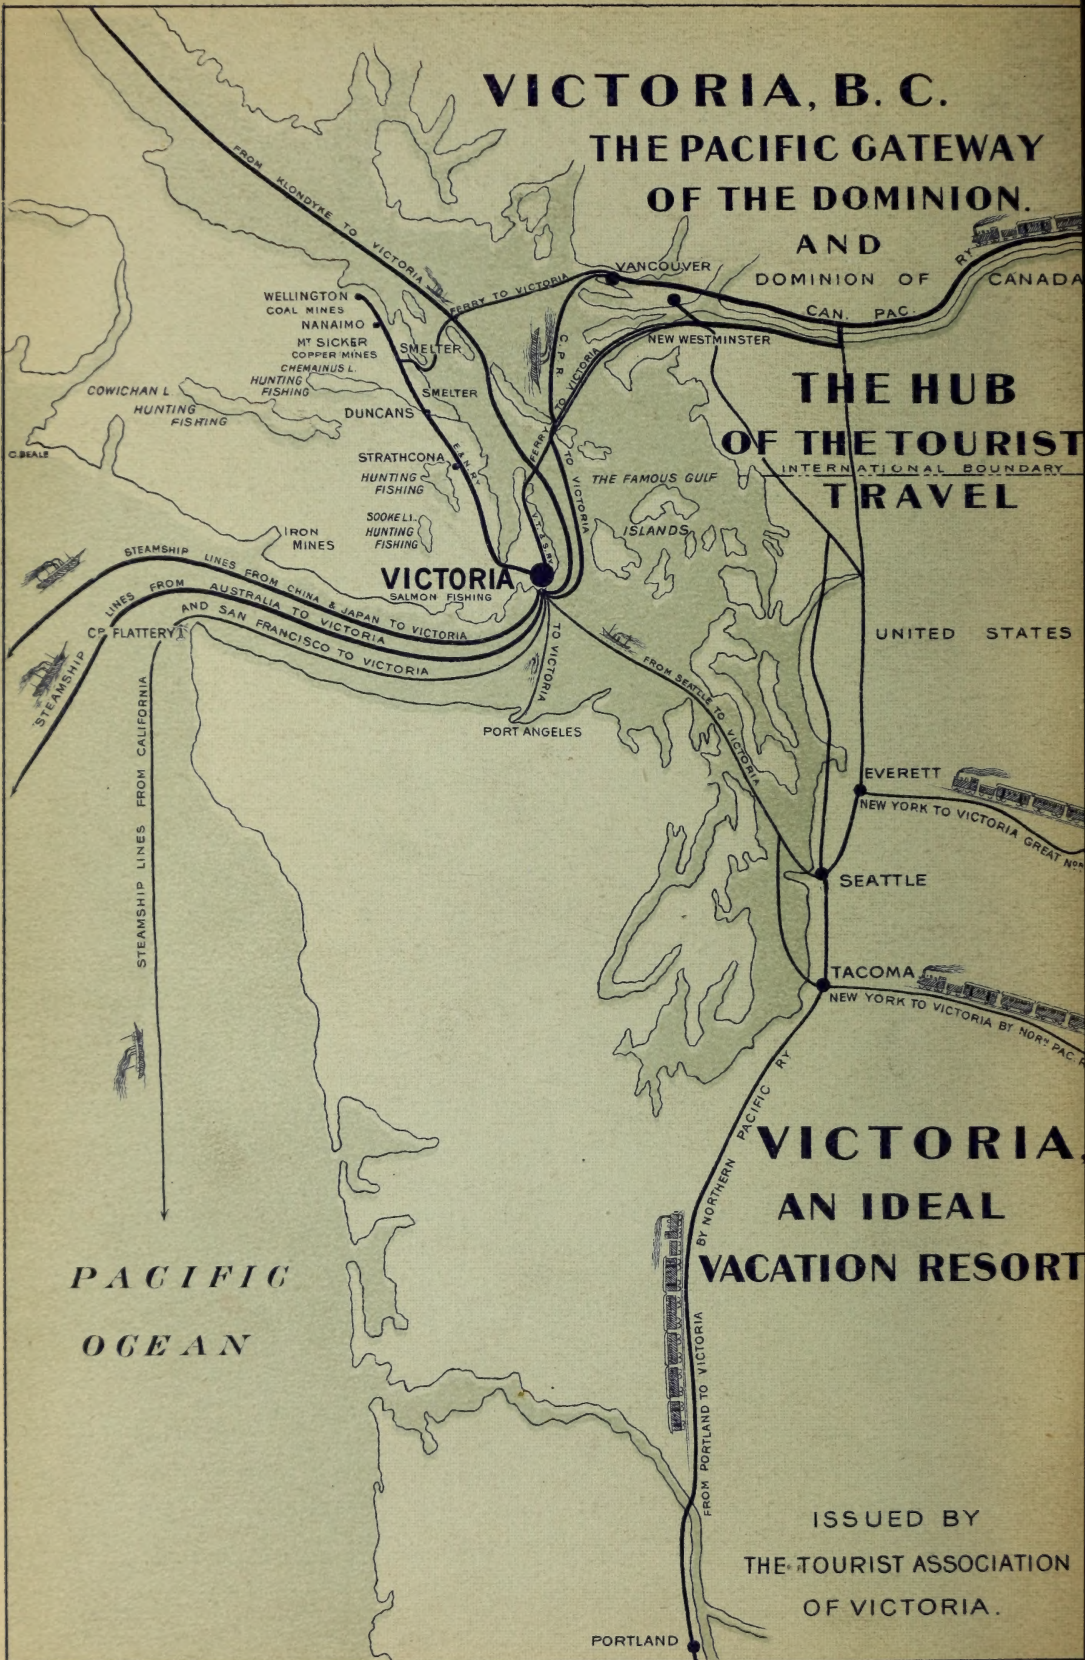 VICTORIA, B. C.
THE PACIFIC GATEWAY
OF THE DOMINION.
AND
DOMINION OF CANADA
RY.
CAN. PAC.
FROM KLONDYKE TO VICTORIA
FERRY TO VICTORIA
VANCOUVER
NEW WESTMINSTER
WELLINGTON
COAL MINES
NANAIMO
MT SICKER
COPPER MINES
SMELTER
CHEMAINUS L.
HUNTING
FISHING
SMELTER
COWICHAN L
HUNTING
FISHING
DUNCANS
C. BEALE
STRATHCONA
HUNTING
FISHING
E & N. RY
C. P. R. TO VICTORIA
FERRY TO VICTORIA
V. T. & S. RY
THE HUB
OF THE TOURIST
INTERNATIONAL BOUNDARY
TRAVEL
THE FAMOUS GULF
ISLANDS
SOOKE L.
HUNTING
FISHING
IRON
MINES
VICTORIA
SALMON FISHING
STEAMSHIP LINES FROM CHINA & JAPAN TO VICTORIA
STEAMSHIP LINES FROM AUSTRALIA TO VICTORIA
AND SAN FRANCISCO TO VICTORIA
CP. FLATTERY
UNITED STATES
TO VICTORIA
FROM SEATTLE TO VICTORIA
PORT ANGELES
STEAMSHIP LINES FROM CALIFORNIA
EVERETT
NEW YORK TO VICTORIA GREAT NOR
SEATTLE
TACOMA
NEW YORK TO VICTORIA BY NORN PAC. R
BY NORTHERN PACIFIC RY
VICTORIA,
AN IDEAL
VACATION RESORT
PACIFIC
OCEAN
FROM PORTLAND TO VICTORIA
ISSUED BY
THE TOURIST ASSOCIATION
OF VICTORIA.
PORTLAND